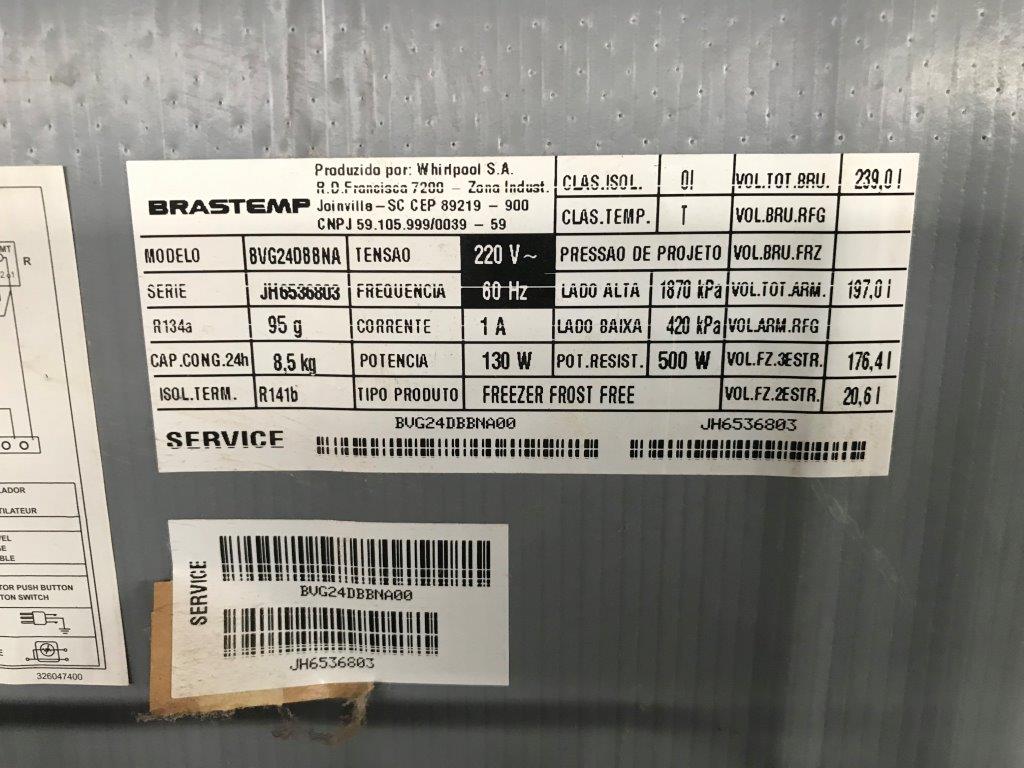 Produzido por: Whirlpool S.A.
R.D.Francisca 7200 - Zona Indust.
BRASTEMP Joinville-SC CEP 89219 - 900
CNPJ 59.105.999/0039 - 59
CLAS.ISOL. 01 VOL.TOT.BRU. 239,0 l
CLAS.TEMP. T VOL.BRU.RFG
MODELO BVG24DBBNA TENSAO 220 V~ PRESSAO DE PROJETO VOL.BRU.FRZ
SERIE JH6536803 FREQUENCIA 60 Hz LADO ALTA 1870 kPa VOL.TOT.ARM. 197,0 l
R134a 95 g CORRENTE 1 A LADO BAIXA 420 kPa VOL.ARM.RFG
CAP.CONG.24h 8,5 kg POTENCIA 130 W POT.RESIST. 500 W VOL.FZ.3ESTR. 176,4 l
ISOL.TERM. R141b TIPO PRODUTO FREEZER FROST FREE VOL.FZ.2ESTR. 20,6 l
SERVICE BVG24DBBNA00 JH6536803
SERVICE
BVG24DBBNA00
JH6536803
R
TOR PUSH BUTTON
TON SWITCH
326047400